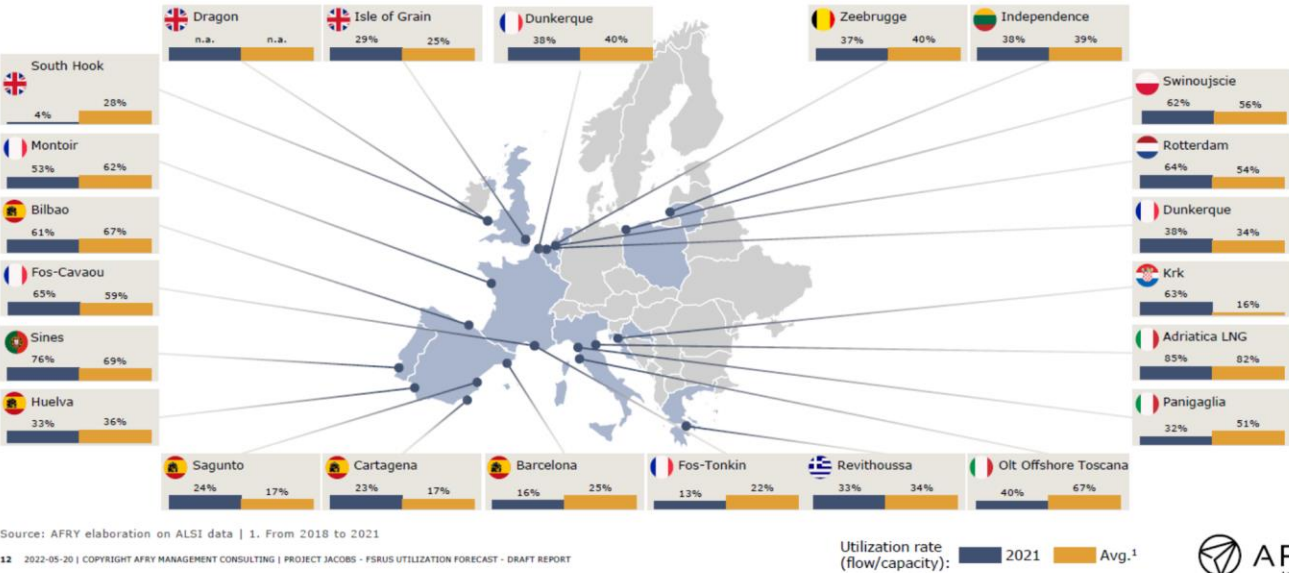 Dragon
n.a. n.a.
Isle of Grain
29% 25%
Dunkerque
38% 40%
Zeebrugge
37% 40%
Independence
38% 39%
South Hook
4% 28%
Montoir
53% 62%
Bilbao
61% 67%
Fos-Cavaou
65% 59%
Sines
76% 69%
Huelva
33% 36%
Swinoujscie
62% 56%
Rotterdam
64% 54%
Dunkerque
38% 34%
Krk
63% 16%
Adriatica LNG
85% 82%
Panigaglia
32% 51%
Sagunto
24% 17%
Cartagena
23% 17%
Barcelona
16% 25%
Fos-Tonkin
13% 22%
Revithoussa
33% 34%
Olt Offshore Toscana
40% 67%
Source: AFRY elaboration on ALSI data | 1. From 2018 to 2021
12 2022-05-20 | COPYRIGHT AFRY MANAGEMENT CONSULTING | PROJECT JACOBS - FSRUS UTILIZATION FORECAST - DRAFT REPORT
Utilization rate
(flow/capacity): 2021 Avg.¹